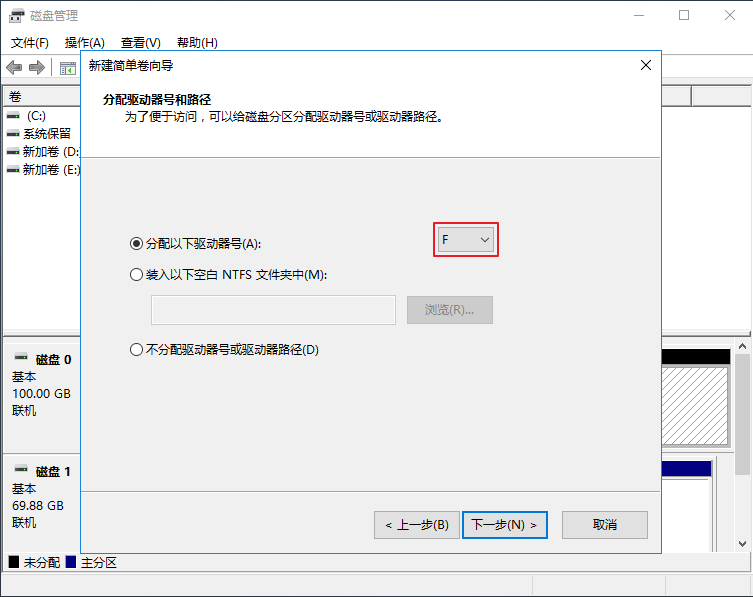 磁盘管理
文件(F) 操作(A) 查看(V) 帮助(H)
新建简单卷向导
分配驱动器号和路径
为了便于访问，可以给磁盘分区分配驱动器号或驱动器路径。
卷
(C:)
系统保留
新加卷 (D:
新加卷 (E:)
分配以下驱动器号(A):
F
装入以下空白 NTFS 文件夹中(M):
浏览(R)...
不分配驱动器号或驱动器路径(D)
磁盘 0
基本
100.00 GB
联机
磁盘 1
基本
69.88 GB
联机
< 上一步(B)
下一步(N) >
取消
未分配 主分区